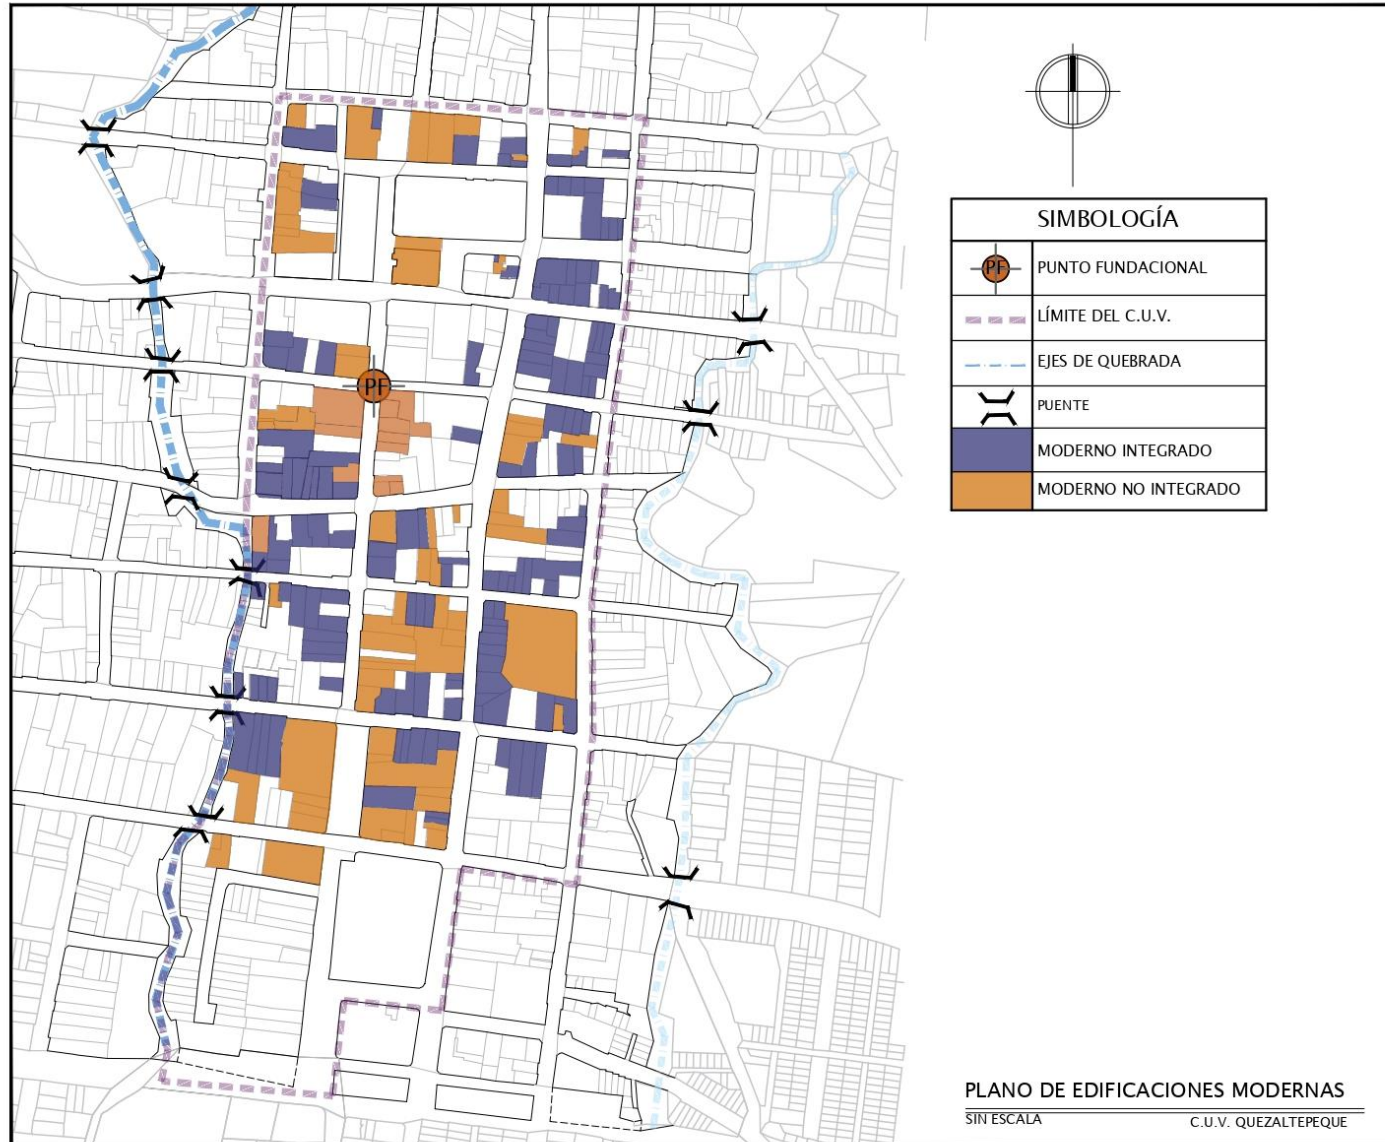 SIMBOLOGÍA
PF PUNTO FUNDACIONAL
LÍMITE DEL C.U.V.
EJES DE QUEBRADA
PUENTE
MODERNO INTEGRADO
MODERNO NO INTEGRADO
PF
PLANO DE EDIFICACIONES MODERNAS
SIN ESCALA C.U.V. QUEZALTEPEQUE